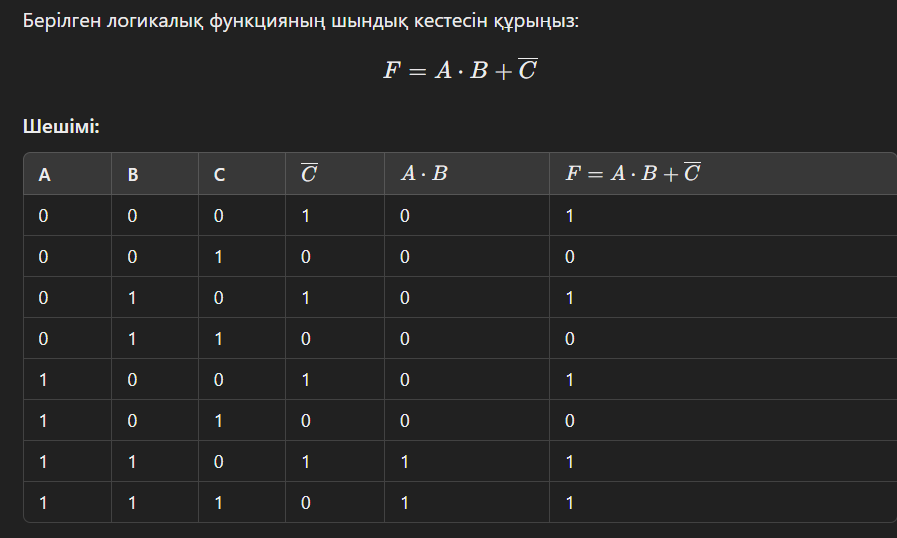 Берілген логикалық функцияның шындық кестесін құрыңыз:
F = A · B + C̅
Шешімі:
A B C C̅ A · B F = A · B + C̅
0 0 0 1 0 1
0 0 1 0 0 0
0 1 0 1 0 1
0 1 1 0 0 0
1 0 0 1 0 1
1 0 1 0 0 0
1 1 0 1 1 1
1 1 1 0 1 1